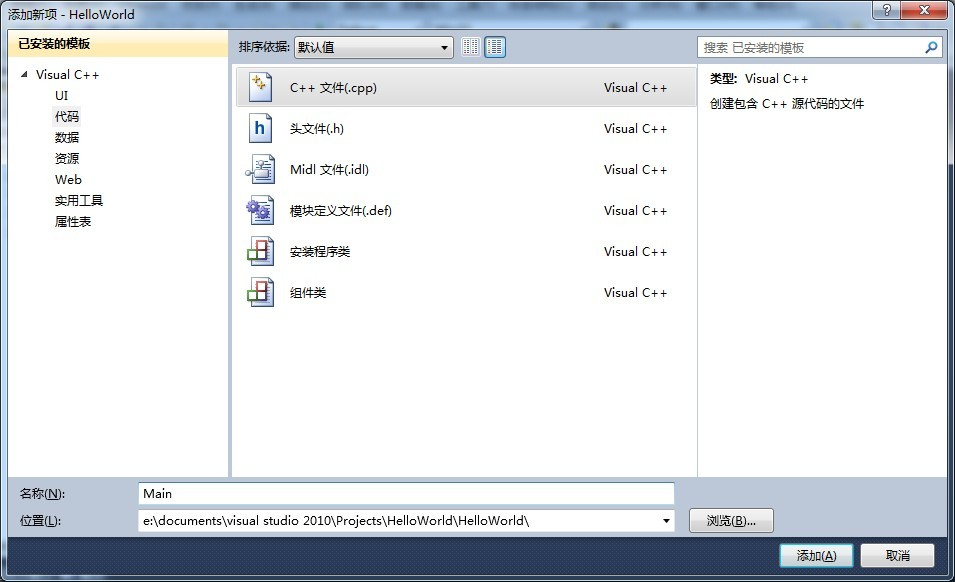 添加新项 - HelloWorld
已安装的模板
排序依据: 默认值
搜索 已安装的模板
Visual C++
UI
代码
数据
资源
Web
实用工具
属性表
C++ 文件(.cpp) Visual C++
头文件(.h) Visual C++
Midl 文件(.idl) Visual C++
模块定义文件(.def) Visual C++
安装程序类 Visual C++
组件类 Visual C++
类型: Visual C++
创建包含 C++ 源代码的文件
名称(N): Main
位置(L): e:\documents\visual studio 2010\Projects\HelloWorld\HelloWorld\ 浏览(B)...
添加(A) 取消